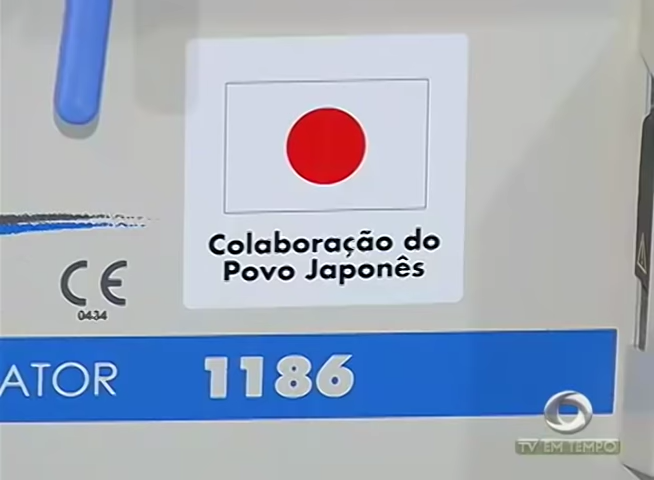 Colaboração do
Povo Japonês
CE
0434
ATOR 1186
TV EM TEMPO